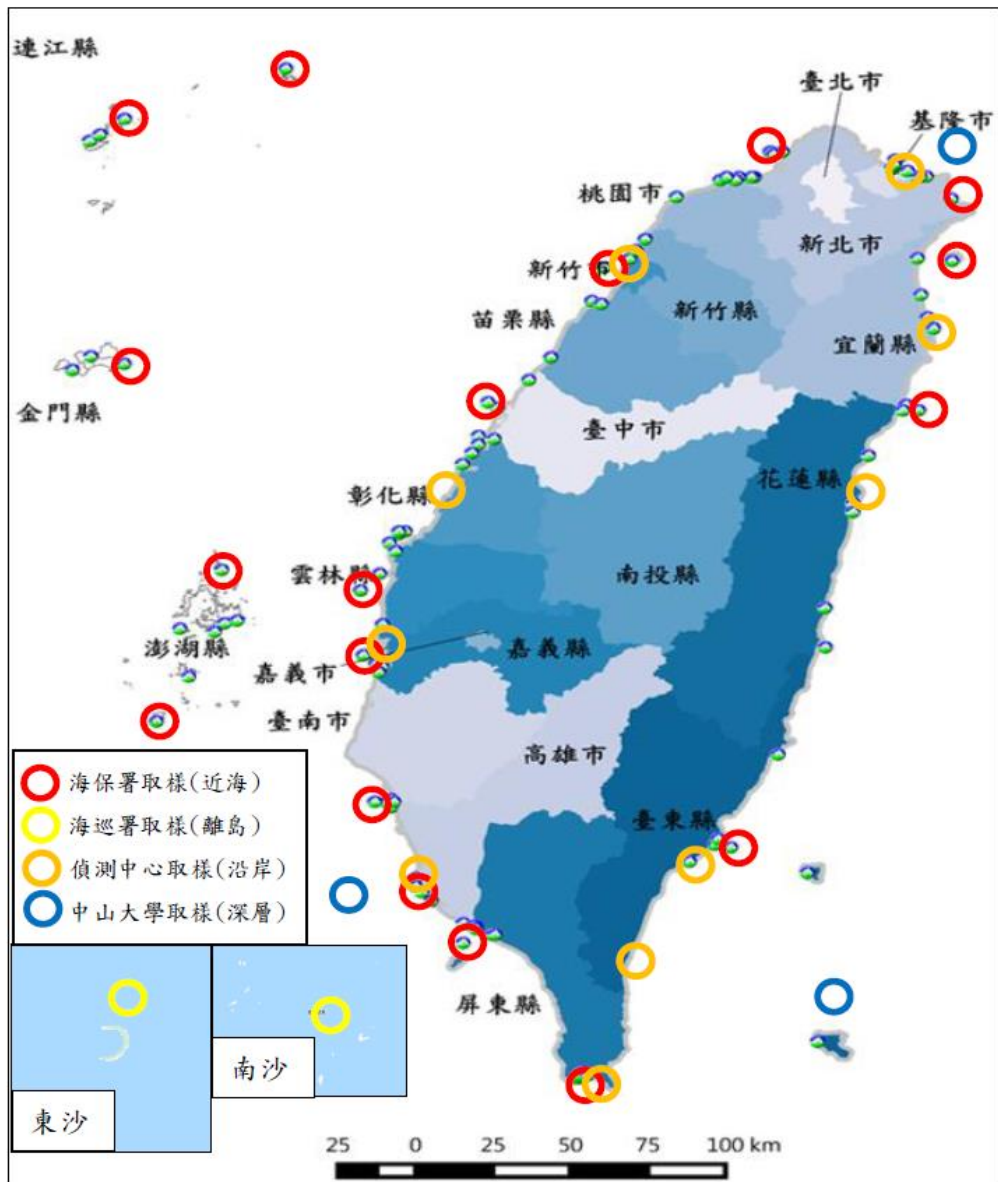 連江縣
臺北市
基隆市
桃園市
新北市
新竹市
新竹縣
苗栗縣
宜蘭縣
金門縣
臺中市
花蓮縣
彰化縣
雲林縣
南投縣
澎湖縣
嘉義縣
嘉義市
臺南市
高雄市
海保署取樣(近海)
海巡署取樣(離島)
偵測中心取樣(沿岸)
中山大學取樣(深層)
臺東縣
屏東縣
南沙
東沙
25 0 25 50 75 100 km